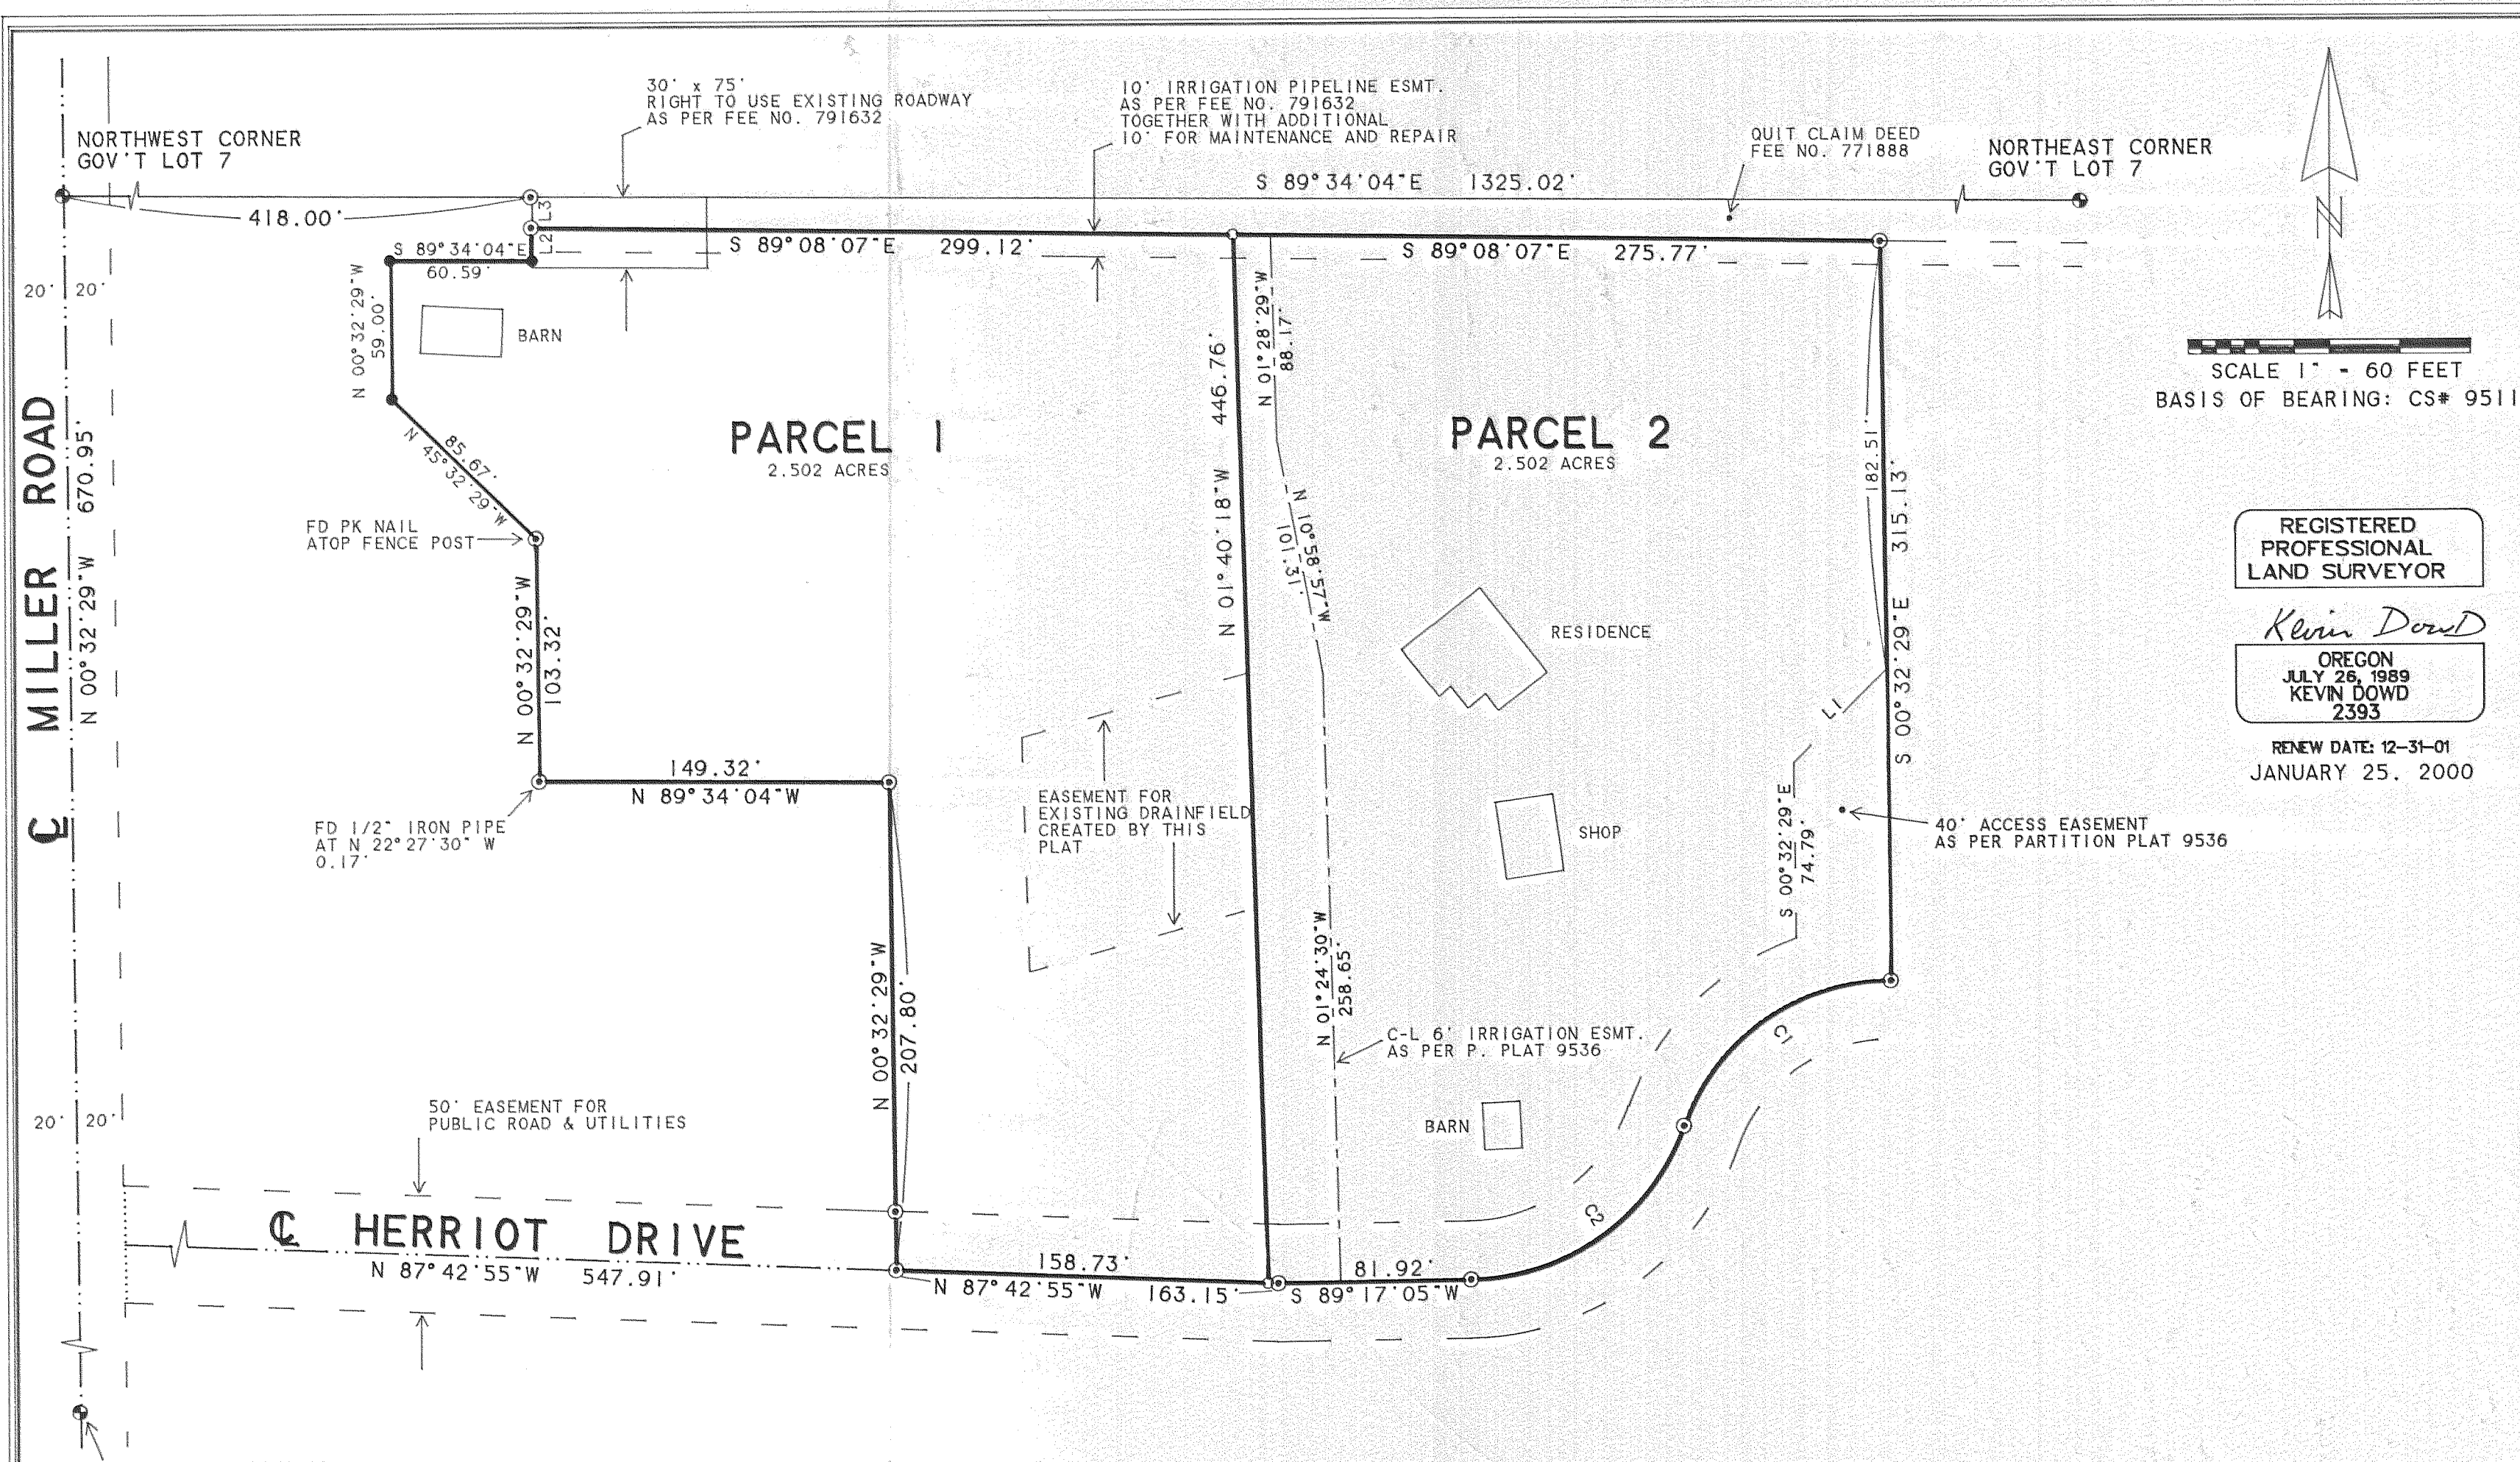 30' x 75'
RIGHT TO USE EXISTING ROADWAY
AS PER FEE NO. 791632
10' IRRIGATION PIPELINE ESMT.
AS PER FEE NO. 791632
TOGETHER WITH ADDITIONAL
10' FOR MAINTENANCE AND REPAIR
QUIT CLAIM DEED
FEE NO. 771888
NORTHWEST CORNER
GOV'T LOT 7
NORTHEAST CORNER
GOV'T LOT 7
S 89°34'04"E 1325.02'
418.00'
L3
L2
S 89°34'04"E
60.59'
S 89°08'07"E 299.12'
S 89°08'07"E 275.77'
N
20' 20'
N 00°32'29"W
59.00'
BARN
N 01°28'29"W
88.17'
SCALE 1" - 60 FEET
BASIS OF BEARING: CS# 9511
PARCEL 1
2.502 ACRES
PARCEL 2
2.502 ACRES
N 01°40'18"W 446.76'
182.51'
S 00°32'29"E 315.13'
85.67'
N 45°32'29"W
℄ MILLER ROAD
N 00°32'29"W 670.95'
FD PK NAIL
ATOP FENCE POST
N 10°58'57"W
101.31'
REGISTERED
PROFESSIONAL
LAND SURVEYOR
Kevin Dowd
OREGON
JULY 26, 1989
KEVIN DOWD
2393
RENEW DATE: 12-31-01
JANUARY 25. 2000
N 00°32'29"W
103.32'
RESIDENCE
L1
149.32'
N 89°34'04"W
FD 1/2" IRON PIPE
AT N 22°27'30" W
0.17'
EASEMENT FOR
EXISTING DRAINFIELD
CREATED BY THIS
PLAT
SHOP
S 00°32'29"E
74.79'
40' ACCESS EASEMENT
AS PER PARTITION PLAT 9536
N 00°32'29"W
207.80'
N 01°24'30"W
258.65'
C-L 6' IRRIGATION ESMT.
AS PER P. PLAT 9536
C1
BARN
C2
20' 20'
50' EASEMENT FOR
PUBLIC ROAD & UTILITIES
℄ HERRIOT DRIVE
N 87°42'55"W 547.91'
158.73'
N 87°42'55"W 163.15'
81.92'
S 89°17'05"W